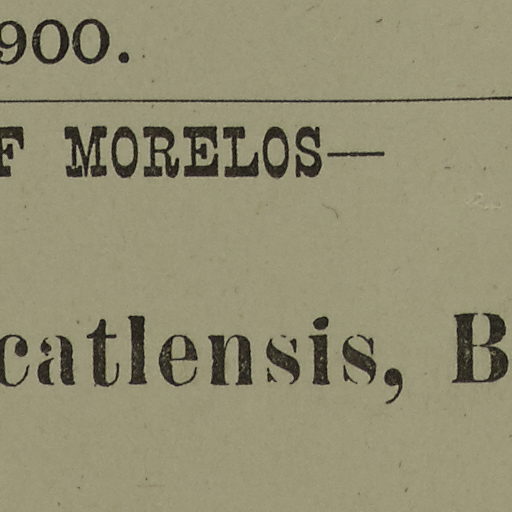 900.
F MORELOS—
catlensis, B